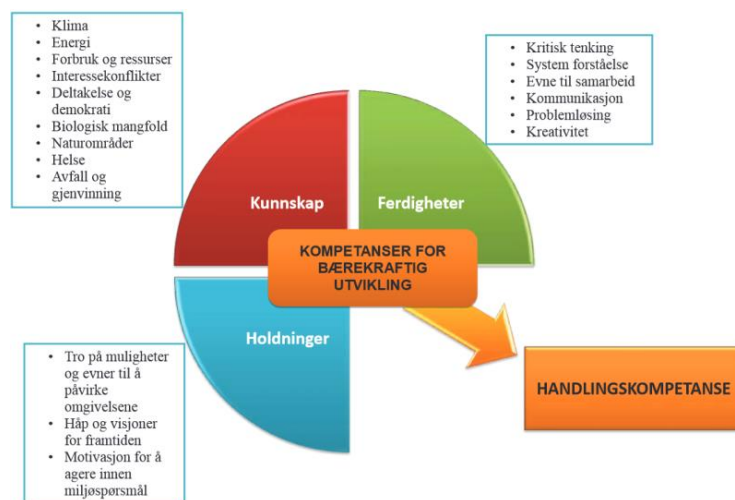 • Klima
• Energi
• Forbruk og ressurser
• Interessekonflikter
• Deltakelse og
demokrati
• Biologisk mangfold
• Naturområder
• Helse
• Avfall og
gjenvinning
• Kritisk tenking
• System forståelse
• Evne til samarbeid
• Kommunikasjon
• Problemløsing
• Kreativitet
Kunnskap
Ferdigheter
KOMPETANSER FOR
BÆREKRAFTIG
UTVIKLING
Holdninger
• Tro på muligheter
og evner til å
påvirke
omgivelsene
• Håp og visjoner
for framtiden
• Motivasjon for å
agere innen
miljøspørsmål
HANDLINGSKOMPETANSE